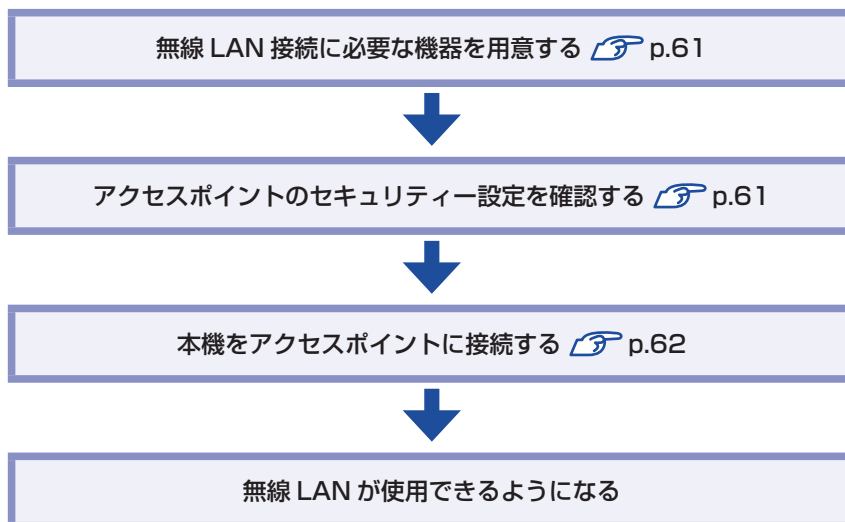 無線 LAN 接続に必要な機器を用意する p.61
アクセスポイントのセキュリティー設定を確認する p.61
本機をアクセスポイントに接続する p.62
無線 LAN が使用できるようになる